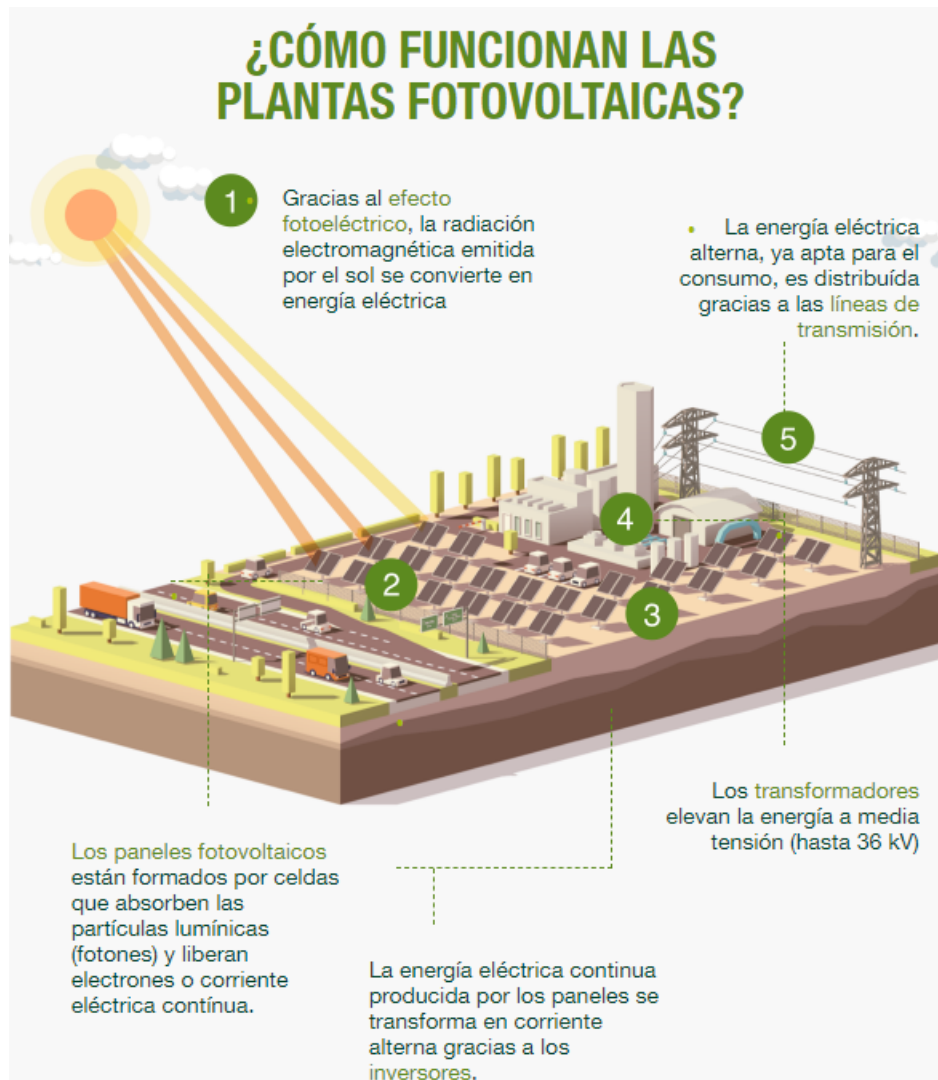 ¿CÓMO FUNCIONAN LAS
PLANTAS FOTOVOLTAICAS?
1
Gracias al efecto
fotoeléctrico, la radiación
electromagnética emitida
por el sol se convierte en
energía eléctrica
La energía eléctrica
alterna, ya apta para el
consumo, es distribuída
gracias a las líneas de
transmisión.
5
4
2
3
Los transformadores
elevan la energía a media
tensión (hasta 36 kV)
Los paneles fotovoltaicos
están formados por celdas
que absorben las
partículas lumínicas
(fotones) y liberan
electrones o corriente
eléctrica contínua.
La energía eléctrica continua
producida por los paneles se
transforma en corriente
alterna gracias a los
inversores.